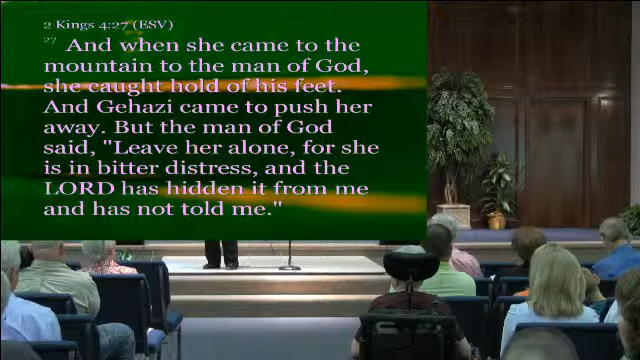 2 Kings 4:27 (ESV)
27 And when she came to the
mountain to the man of God,
she caught hold of his feet.
And Gehazi came to push her
away. But the man of God
said, "Leave her alone, for she
is in bitter distress, and the
LORD has hidden it from me
and has not told me."